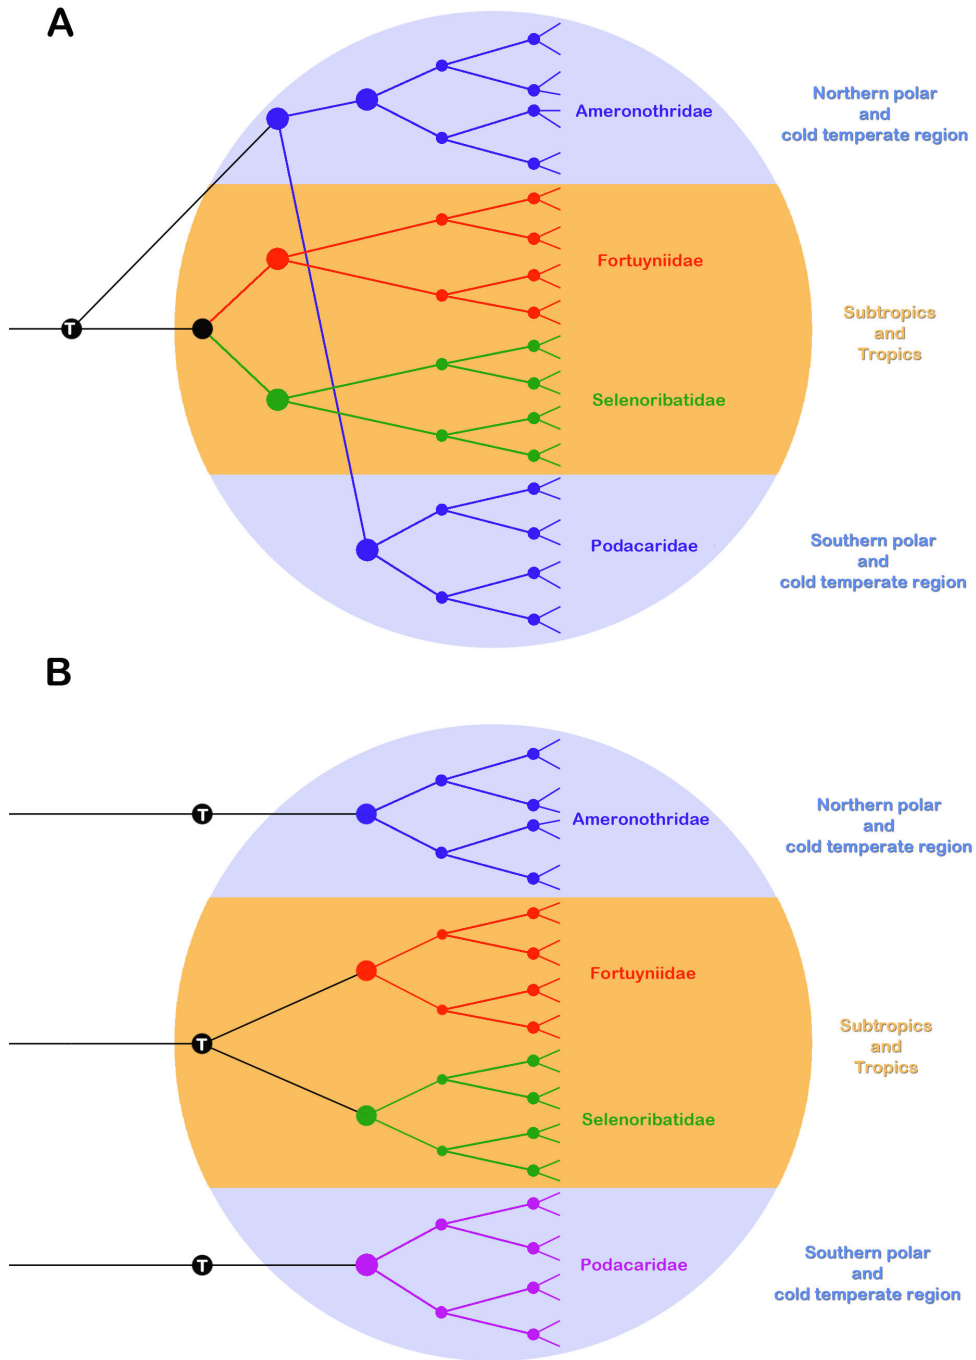 A
Ameronothridae
Northern polar
and
cold temperate region
Fortuyniidae
T
Subtropics
and
Tropics
Selenoribatidae
Podacaridae
Southern polar
and
cold temperate region
B
T
Ameronothridae
Northern polar
and
cold temperate region
Fortuyniidae
T
Subtropics
and
Tropics
Selenoribatidae
T
Podacaridae
Southern polar
and
cold temperate region